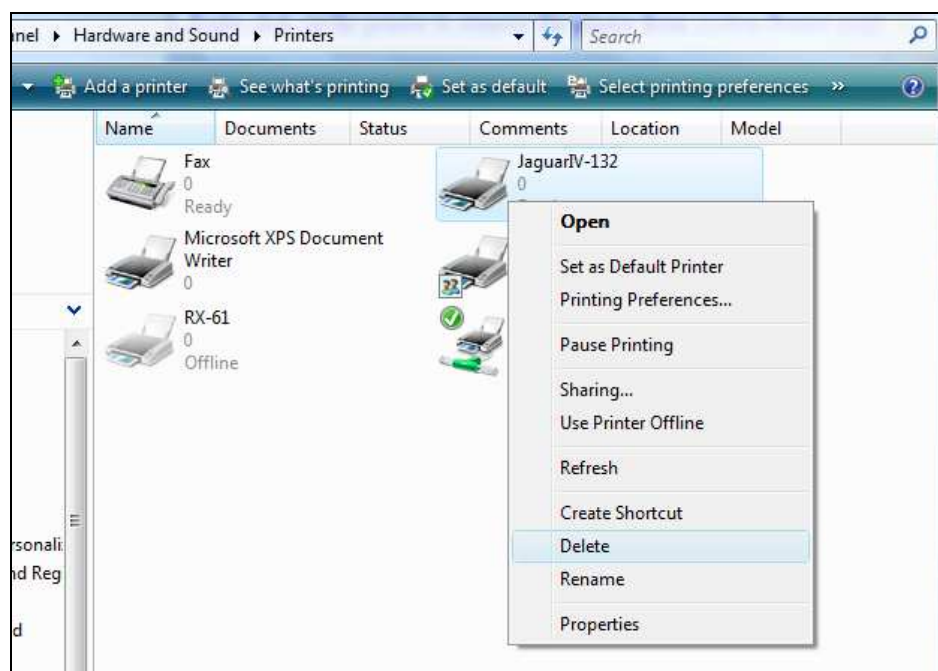 nel ▸ Hardware and Sound ▸ Printers Search
Add a printer See what's printing Set as default Select printing preferences »
Name Documents Status Comments Location Model
Fax
0
Ready
JaguarIV-132
0
Microsoft XPS Document
Writer
0
RX-61
0
Offline
Open
Set as Default Printer
Printing Preferences...
Pause Printing
Sharing...
Use Printer Offline
Refresh
Create Shortcut
Delete
Rename
Properties
rsonali
nd Reg
d